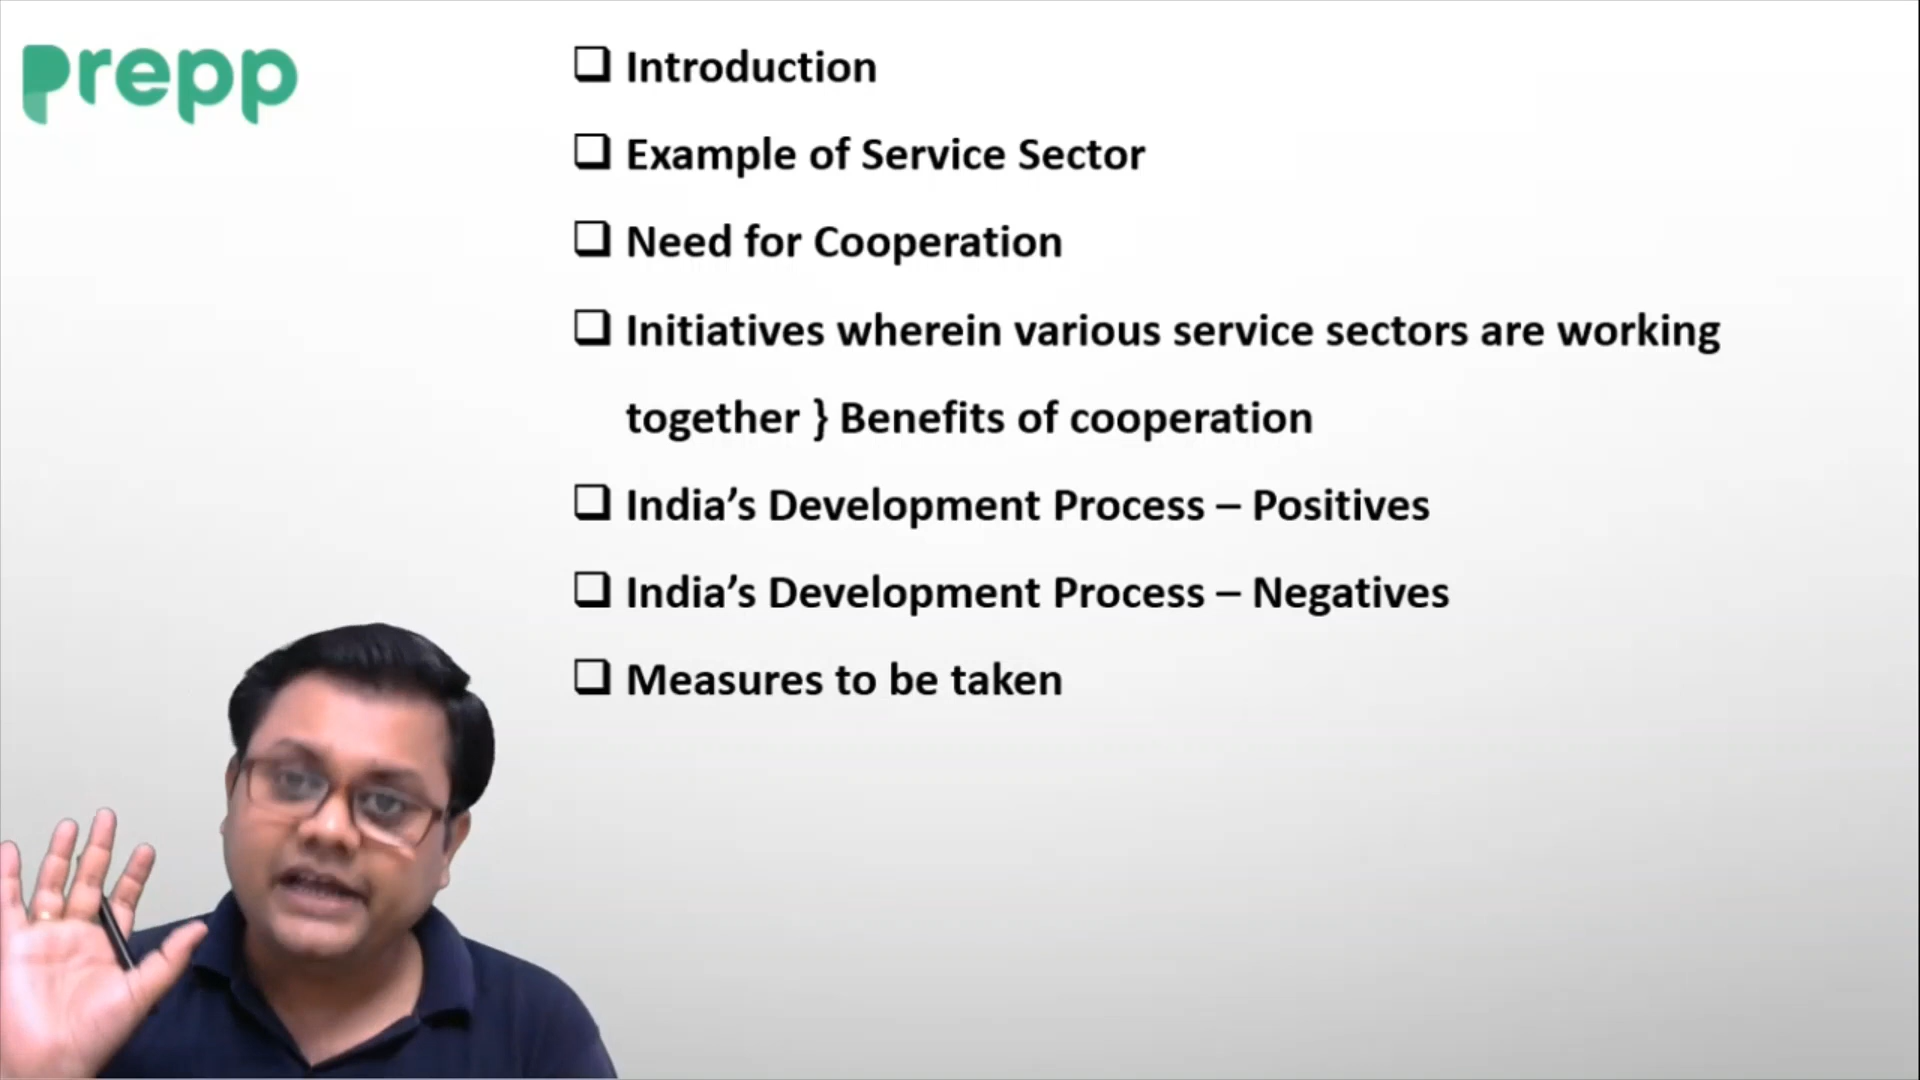 prepp
Introduction
Example of Service Sector
Need for Cooperation
Initiatives wherein various service sectors are working
together } Benefits of cooperation
India’s Development Process – Positives
India’s Development Process – Negatives
Measures to be taken